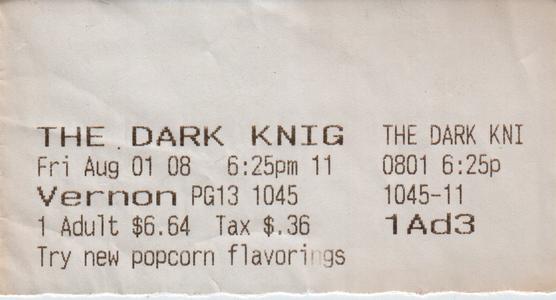 THE DARK KNIG
Fri Aug 01 08 6:25pm 11
Vernon PG13 1045
1 Adult $6.64 Tax $.36
Try new popcorn flavorings
THE DARK KNI
0801 6:25p
1045-11
1Ad3